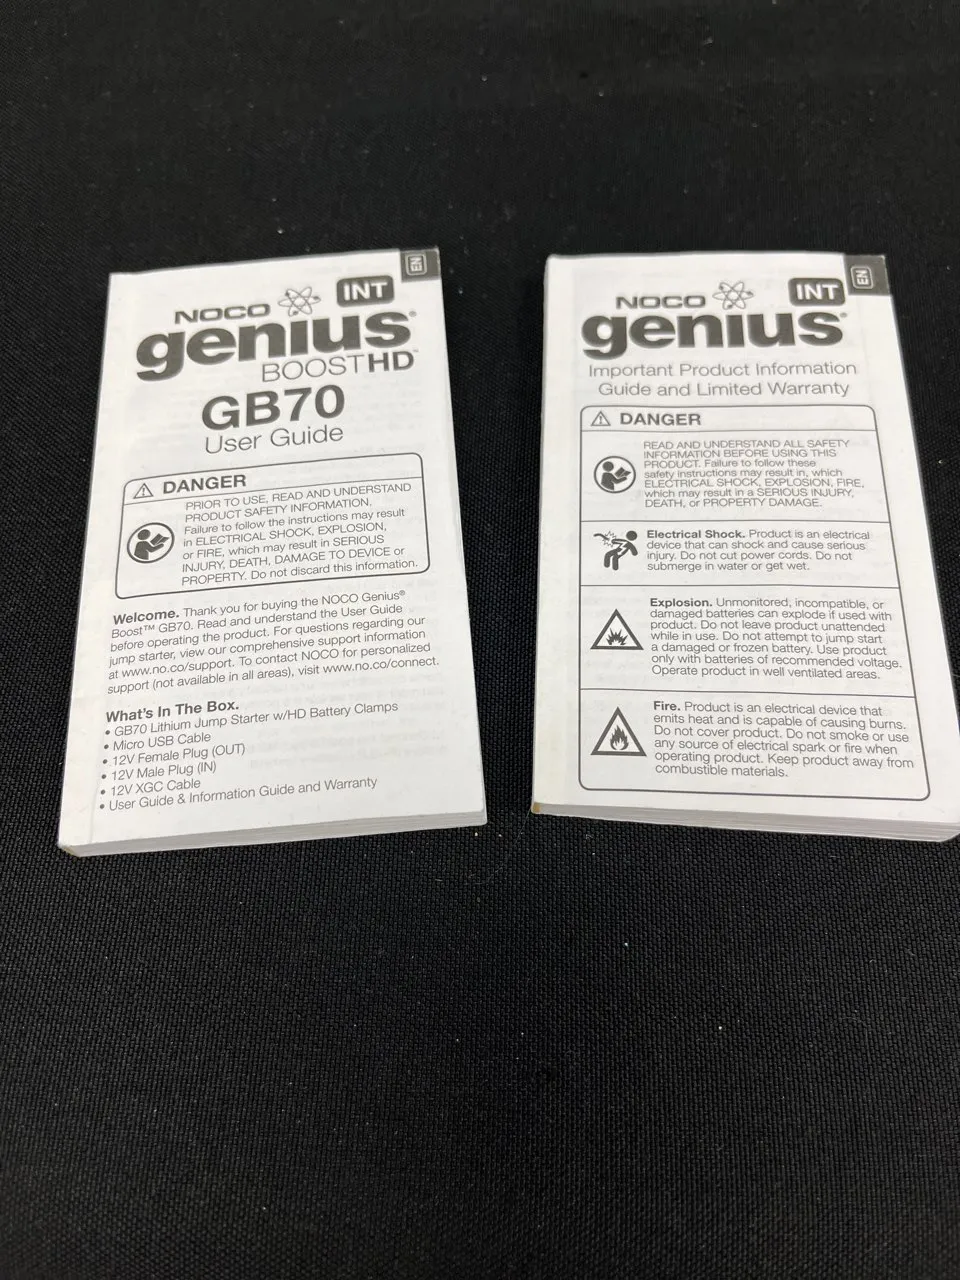 EN
INT
NOCO
genius®
BOOSTHD™
GB70
User Guide
DANGER
PRIOR TO USE, READ AND UNDERSTAND
PRODUCT SAFETY INFORMATION.
Failure to follow the instructions may result
in ELECTRICAL SHOCK, EXPLOSION,
or FIRE, which may result in SERIOUS
INJURY, DEATH, DAMAGE TO DEVICE or
PROPERTY. Do not discard this information.
Welcome. Thank you for buying the NOCO Genius®
Boost™ GB70. Read and understand the User Guide
before operating the product. For questions regarding our
jump starter, view our comprehensive support information
at www.no.co/support. To contact NOCO for personalized
support (not available in all areas), visit www.no.co/connect.
What's In The Box.
• GB70 Lithium Jump Starter w/HD Battery Clamps
• Micro USB Cable
• 12V Female Plug (OUT)
• 12V Male Plug (IN)
• 12V XGC Cable
• User Guide & Information Guide and Warranty
EN
INT
NOCO
genius®
Important Product Information
Guide and Limited Warranty
DANGER
READ AND UNDERSTAND ALL SAFETY
INFORMATION BEFORE USING THIS
PRODUCT. Failure to follow these
safety instructions may result in, which
ELECTRICAL SHOCK, EXPLOSION, FIRE,
which may result in a SERIOUS INJURY,
DEATH, or PROPERTY DAMAGE.
Electrical Shock. Product is an electrical
device that can shock and cause serious
injury. Do not cut power cords. Do not
submerge in water or get wet.
Explosion. Unmonitored, incompatible, or
damaged batteries can explode if used with
product. Do not leave product unattended
while in use. Do not attempt to jump start
a damaged or frozen battery. Use product
only with batteries of recommended voltage.
Operate product in well ventilated areas.
Fire. Product is an electrical device that
emits heat and is capable of causing burns.
Do not cover product. Do not smoke or use
any source of electrical spark or fire when
operating product. Keep product away from
combustible materials.